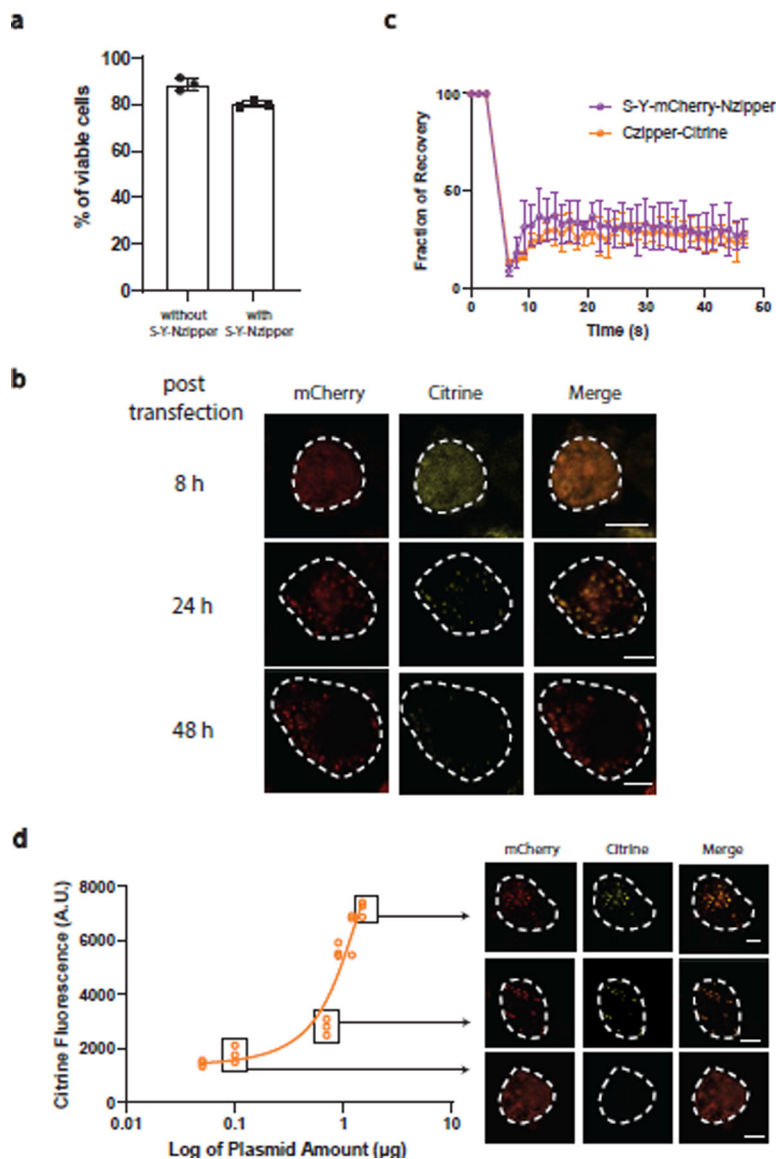 a
% of viable cells
100
80
60
40
20
0
without
S-Y-Nzipper
with
S-Y-Nzipper
c
Fraction of Recovery
100
50
0
0 10 20 30 40 50 60
Time (s)
S-Y-mCherry-Nzipper
Czipper-Citrine
b
post
transfection
mCherry Citrine Merge
8 h
24 h
48 h
d
Citrine Fluorescence (A.U.)
8000
6000
4000
2000
0
0.01 0.1 1 10
Log of Plasmid Amount (µg)
mCherry Citrine Merge